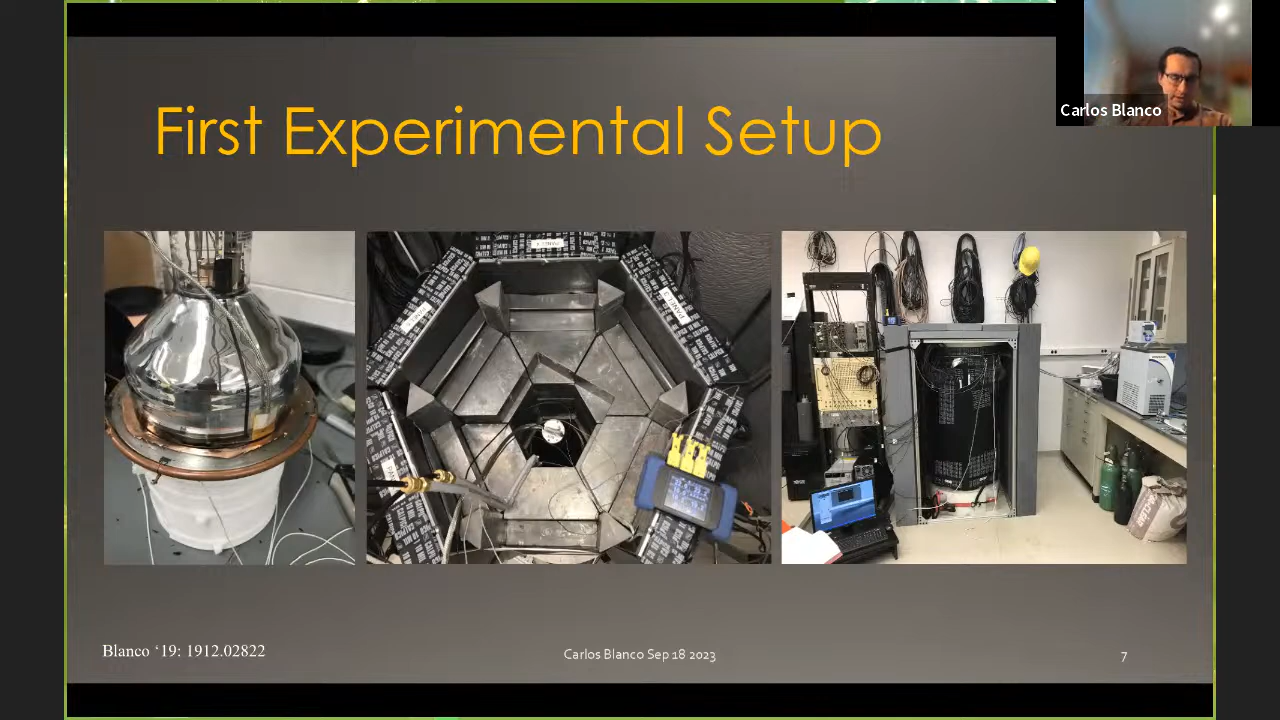 First Experimental Setup
Carlos Blanco
Blanco ‘19: 1912.02822
Carlos Blanco Sep 18 2023
7